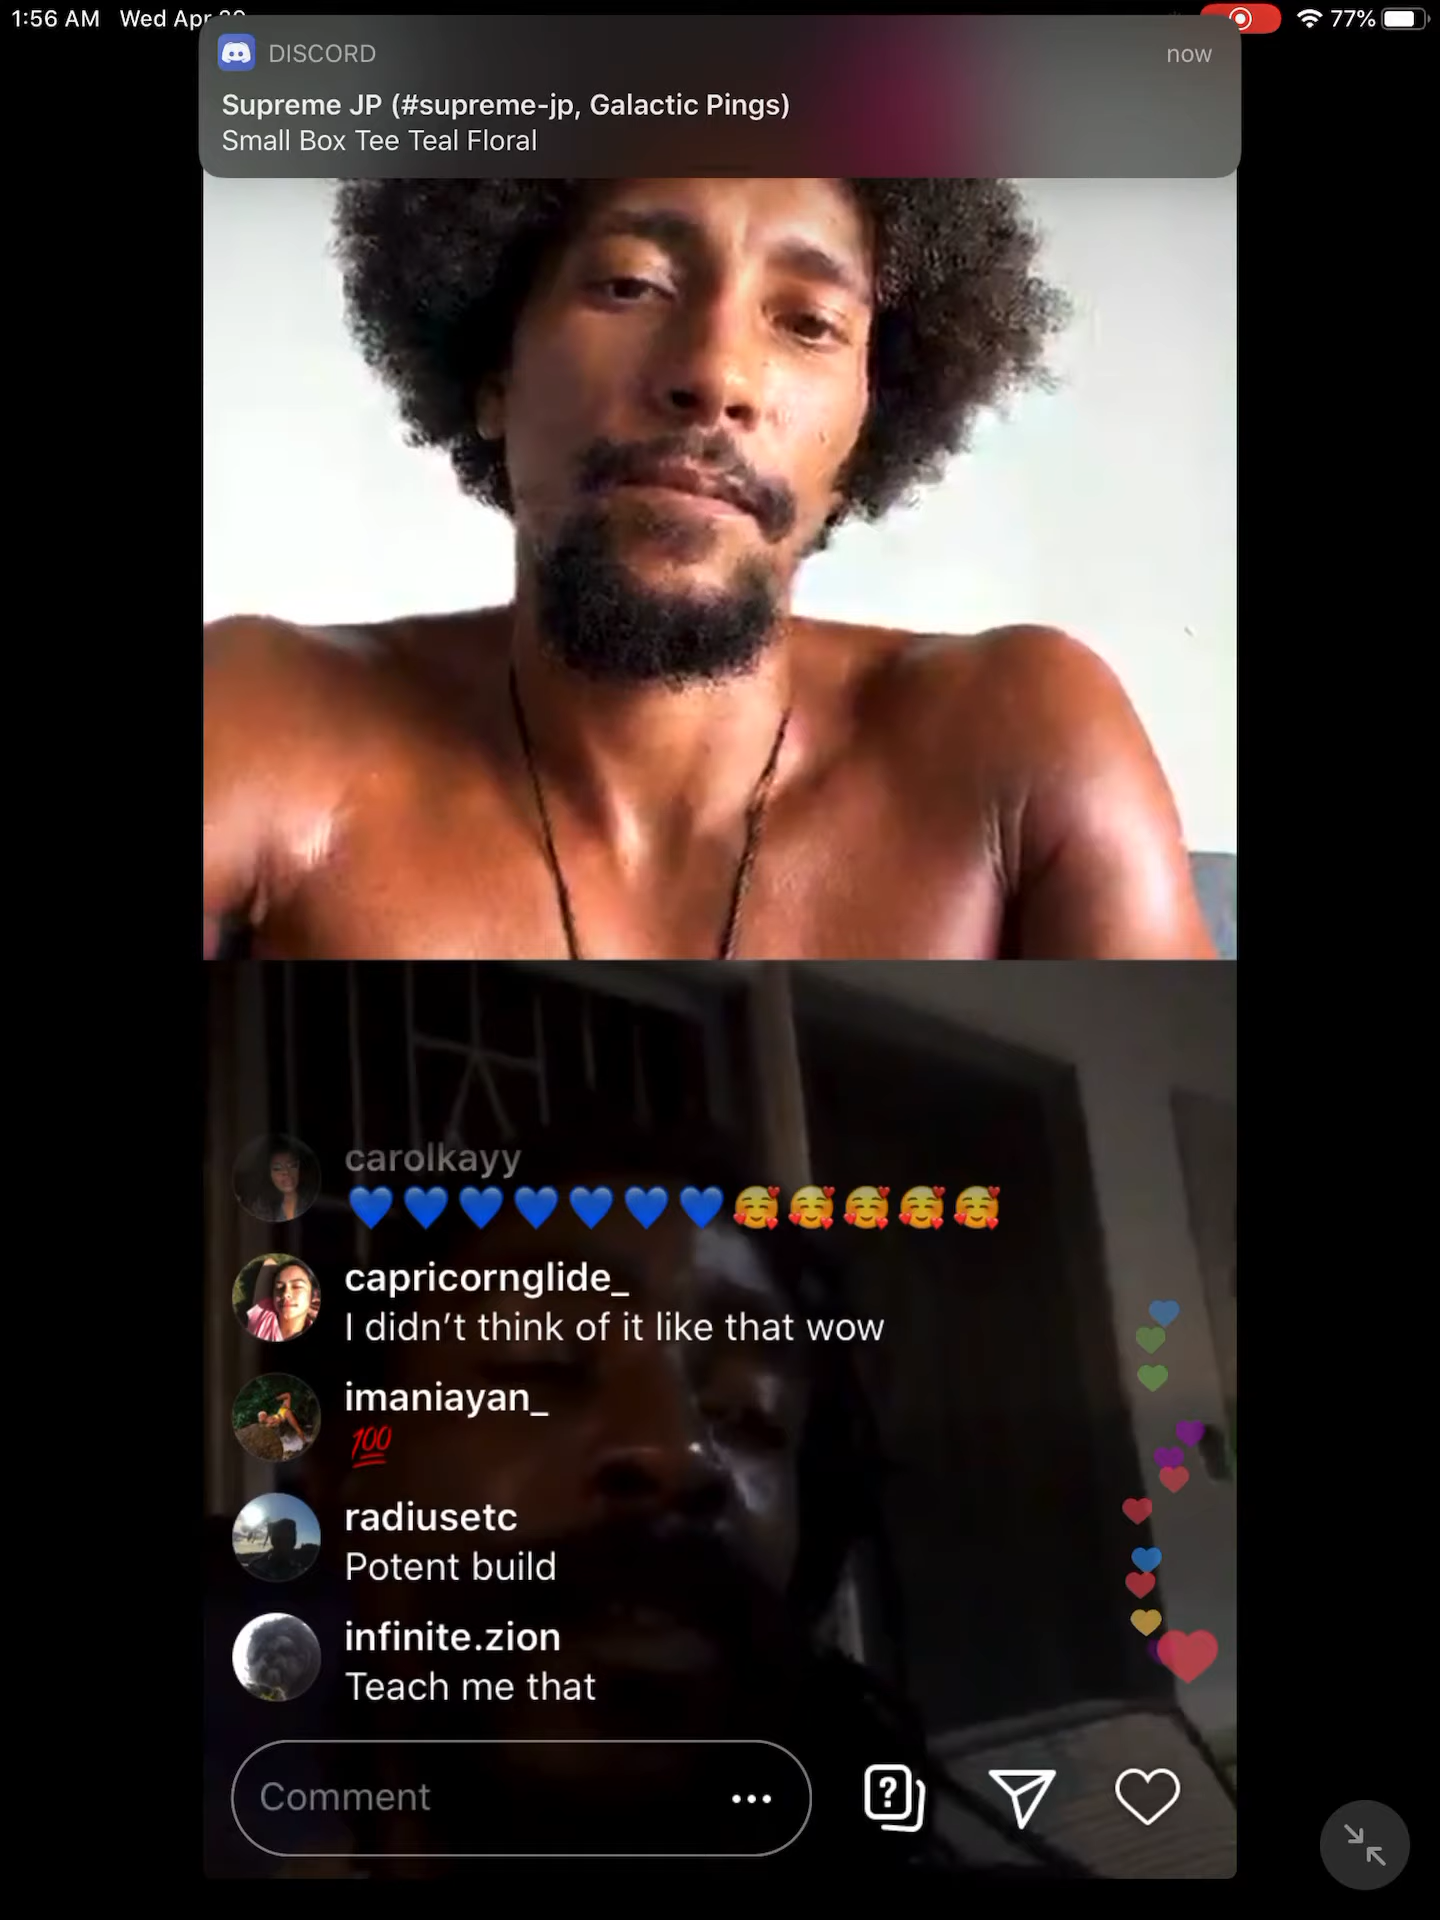 1:56 AM Wed Apr
77%
DISCORD
now
Supreme JP (#supreme-jp, Galactic Pings)
Small Box Tee Teal Floral
carolkayy
💙💙💙💙💙💙💙🥰🥰🥰🥰🥰
capricornglide_
I didn’t think of it like that wow
imaniayan_
💯
radiusetc
Potent build
infinite.zion
Teach me that
Comment